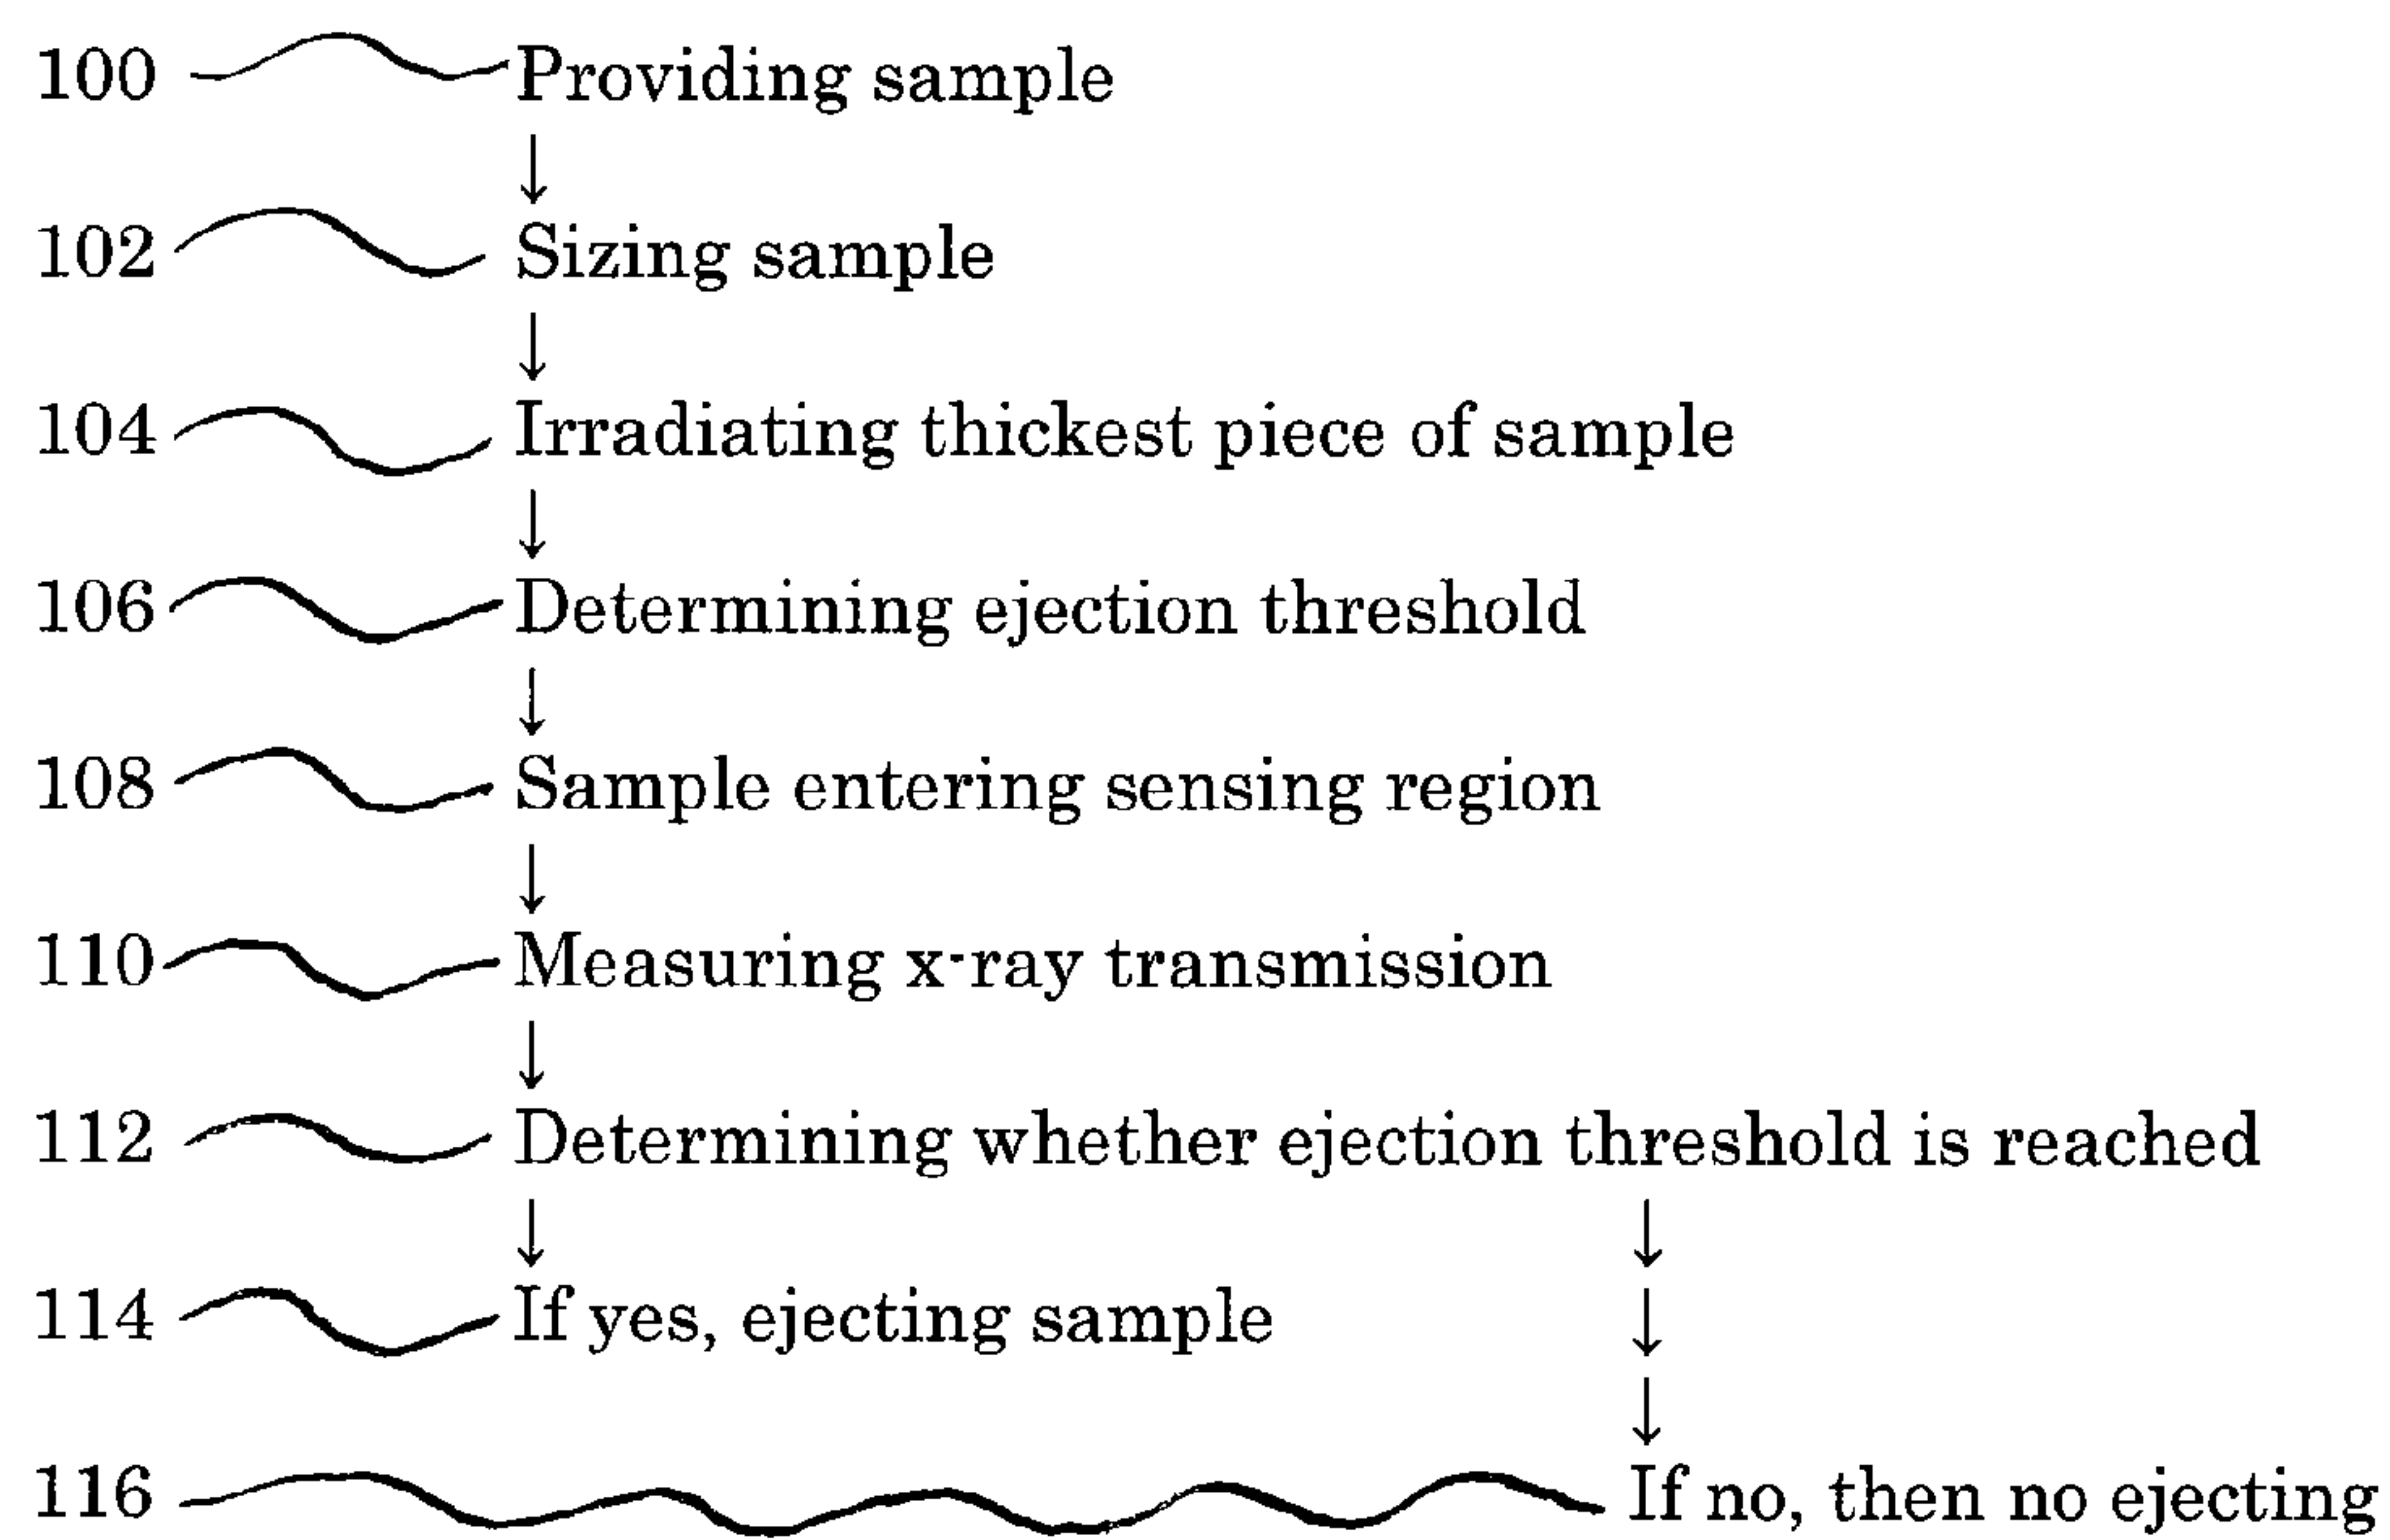 100 Providing sample
102 Sizing sample
104 Irradiating thickest piece of sample
106 Determining ejection threshold
108 Sample entering sensing region
110 Measuring x-ray transmission
112 Determining whether ejection threshold is reached
114 If yes, ejecting sample
116 If no, then no ejecting